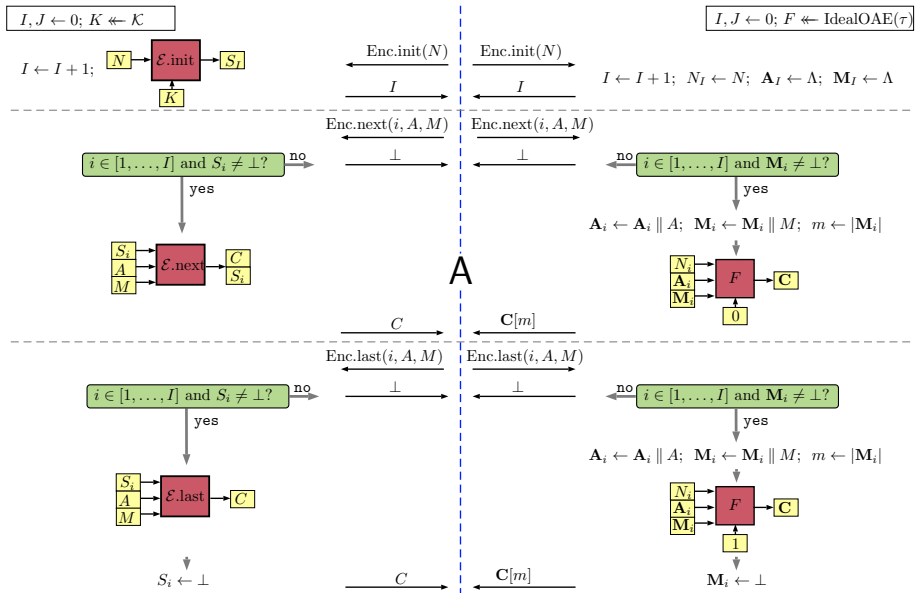 I, J ← 0; K ↞ 𝒦
I, J ← 0; F ↞ IdealOAE(τ)
I ← I + 1;
N
ℰ.init
S_I
K
Enc.init(N)
I
Enc.init(N)
I
I ← I + 1; N_I ← N; 𝐀_I ← Λ; 𝐌_I ← Λ
Enc.next(i, A, M)
⊥
Enc.next(i, A, M)
⊥
i ∈ [1, . . . , I] and S_i ≠ ⊥?
no
yes
no
i ∈ [1, . . . , I] and 𝐌_i ≠ ⊥?
yes
𝐀_i ← 𝐀_i ∥ A; 𝐌_i ← 𝐌_i ∥ M; m ← |𝐌_i|
S_i
A
M
ℰ.next
C
S_i
A
N_i
𝐀_i
𝐌_i
F
𝐂
0
C
𝐂[m]
Enc.last(i, A, M)
⊥
Enc.last(i, A, M)
⊥
i ∈ [1, . . . , I] and S_i ≠ ⊥?
no
yes
no
i ∈ [1, . . . , I] and 𝐌_i ≠ ⊥?
yes
𝐀_i ← 𝐀_i ∥ A; 𝐌_i ← 𝐌_i ∥ M; m ← |𝐌_i|
S_i
A
M
ℰ.last
C
N_i
𝐀_i
𝐌_i
F
𝐂
1
S_i ← ⊥
C
𝐂[m]
𝐌_i ← ⊥